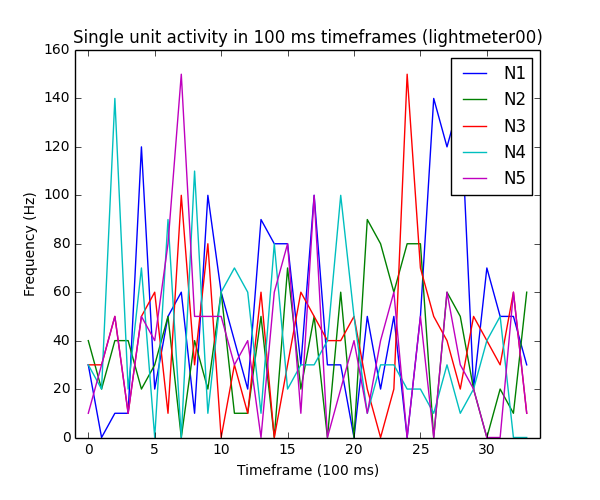 Single unit activity in 100 ms timeframes (lightmeter00)
160
140
120
100
80
60
40
20
0
Frequency (Hz)
N1
N2
N3
N4
N5
0 5 10 15 20 25 30
Timeframe (100 ms)